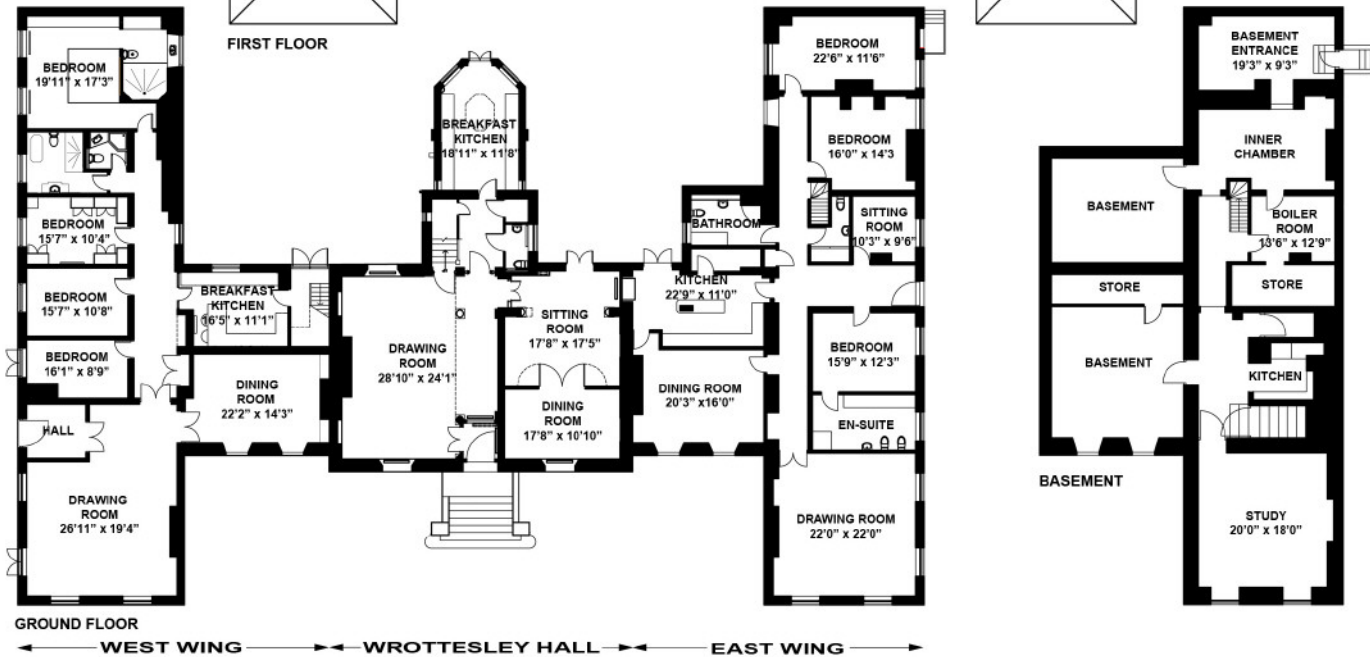 FIRST FLOOR
BEDROOM
19'11" x 17'3"
BEDROOM
15'7" x 10'4"
BEDROOM
15'7" x 10'8"
BEDROOM
16'1" x 8'9"
HALL
DRAWING
ROOM
26'11" x 19'4"
BREAKFAST
KITCHEN
16'5" x 11'1"
DINING
ROOM
22'2" x 14'3"
BREAKFAST
KITCHEN
18'11" x 11'8"
DRAWING
ROOM
28'10" x 24'1"
SITTING
ROOM
17'8" x 17'5"
DINING
ROOM
17'8" x 10'10"
BATHROOM
KITCHEN
22'9" x 11'0"
DINING ROOM
20'3" x16'0"
BEDROOM
22'6" x 11'6"
BEDROOM
16'0" x 14'3
SITTING
ROOM
10'3" x 9'6"
BEDROOM
15'9" x 12'3"
EN-SUITE
DRAWING ROOM
22'0" x 22'0"
GROUND FLOOR
WEST WING
WROTTESLEY HALL
EAST WING
BASEMENT
ENTRANCE
19'3" x 9'3"
INNER
CHAMBER
BASEMENT
BOILER
ROOM
13'6" x 12'9"
STORE
STORE
BASEMENT
KITCHEN
BASEMENT
STUDY
20'0" x 18'0"